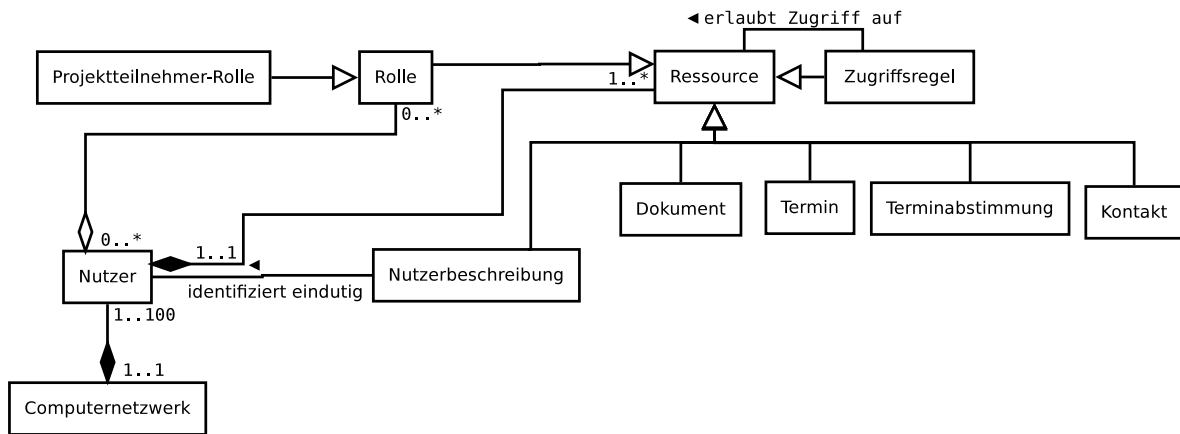 ◄ erlaubt Zugriff auf
Projektteilnehmer-Rolle
Rolle
Ressource
Zugriffsregel
1..*
0..*
Dokument
Termin
Terminabstimmung
Kontakt
0..*
1..1
Nutzer
◄
identifiziert eindutig
Nutzerbeschreibung
1..100
1..1
Computernetzwerk